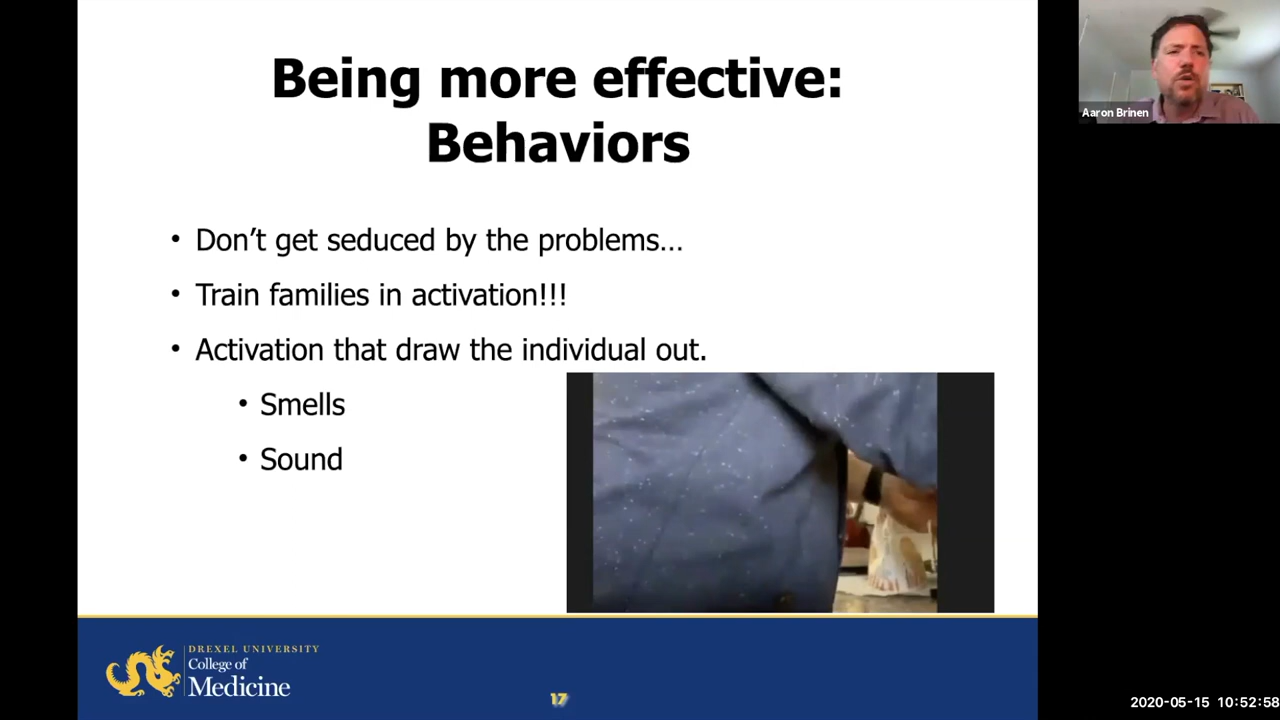 Being more effective:
Behaviors
• Don’t get seduced by the problems…
• Train families in activation!!!
• Activation that draw the individual out.
• Smells
• Sound
DREXEL UNIVERSITY
College of
Medicine
17
Aaron Brinen
2020-05-15 10:52:58